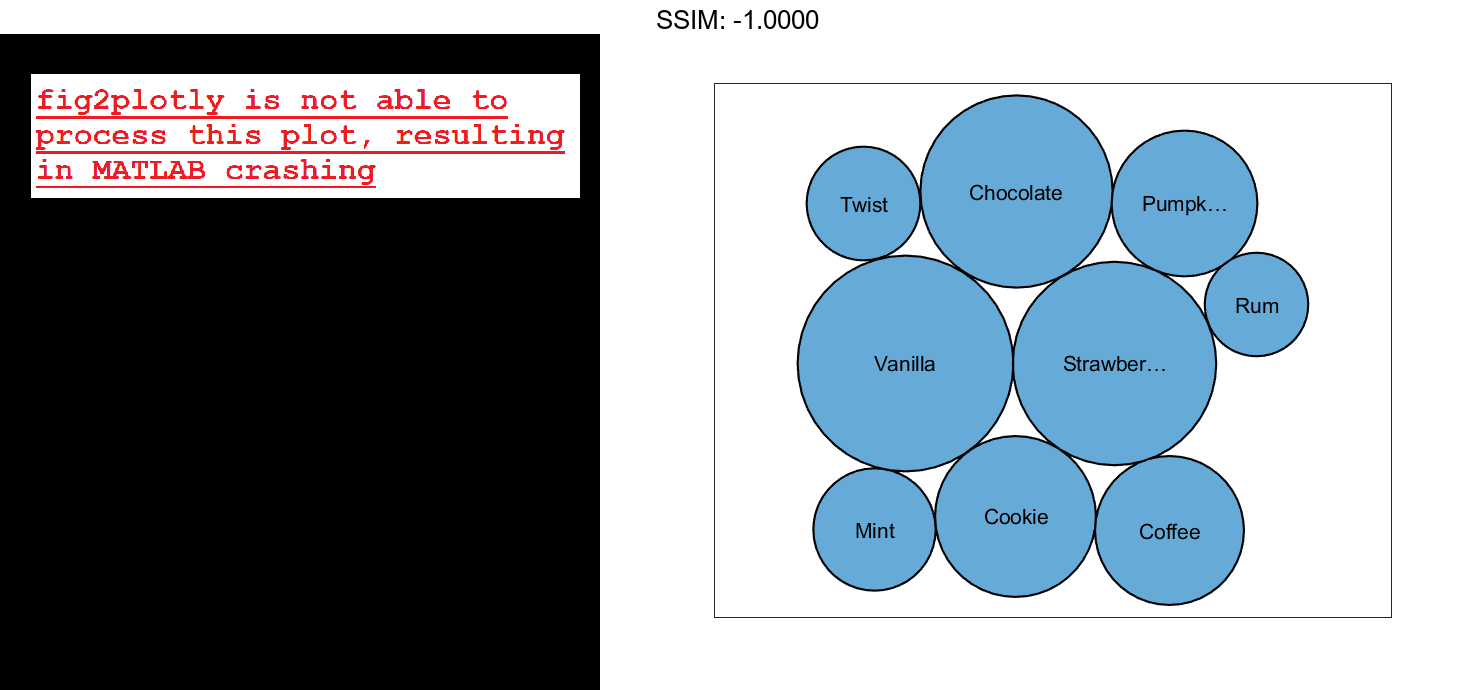 SSIM: -1.0000
fig2plotly is not able to
process this plot, resulting
in MATLAB crashing
Chocolate
Twist
Pumpk…
Rum
Vanilla
Strawber…
Cookie
Mint
Coffee